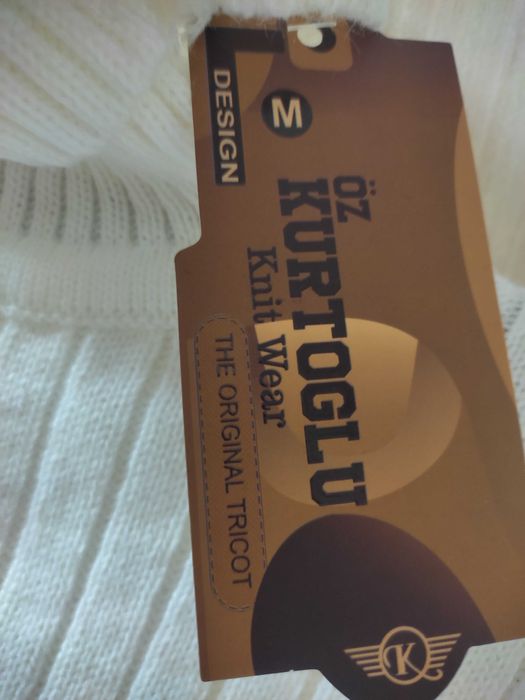 DESIGN
M
ÖZ
KURTOGLU
Knit Wear
THE ORIGINAL TRICOT
K